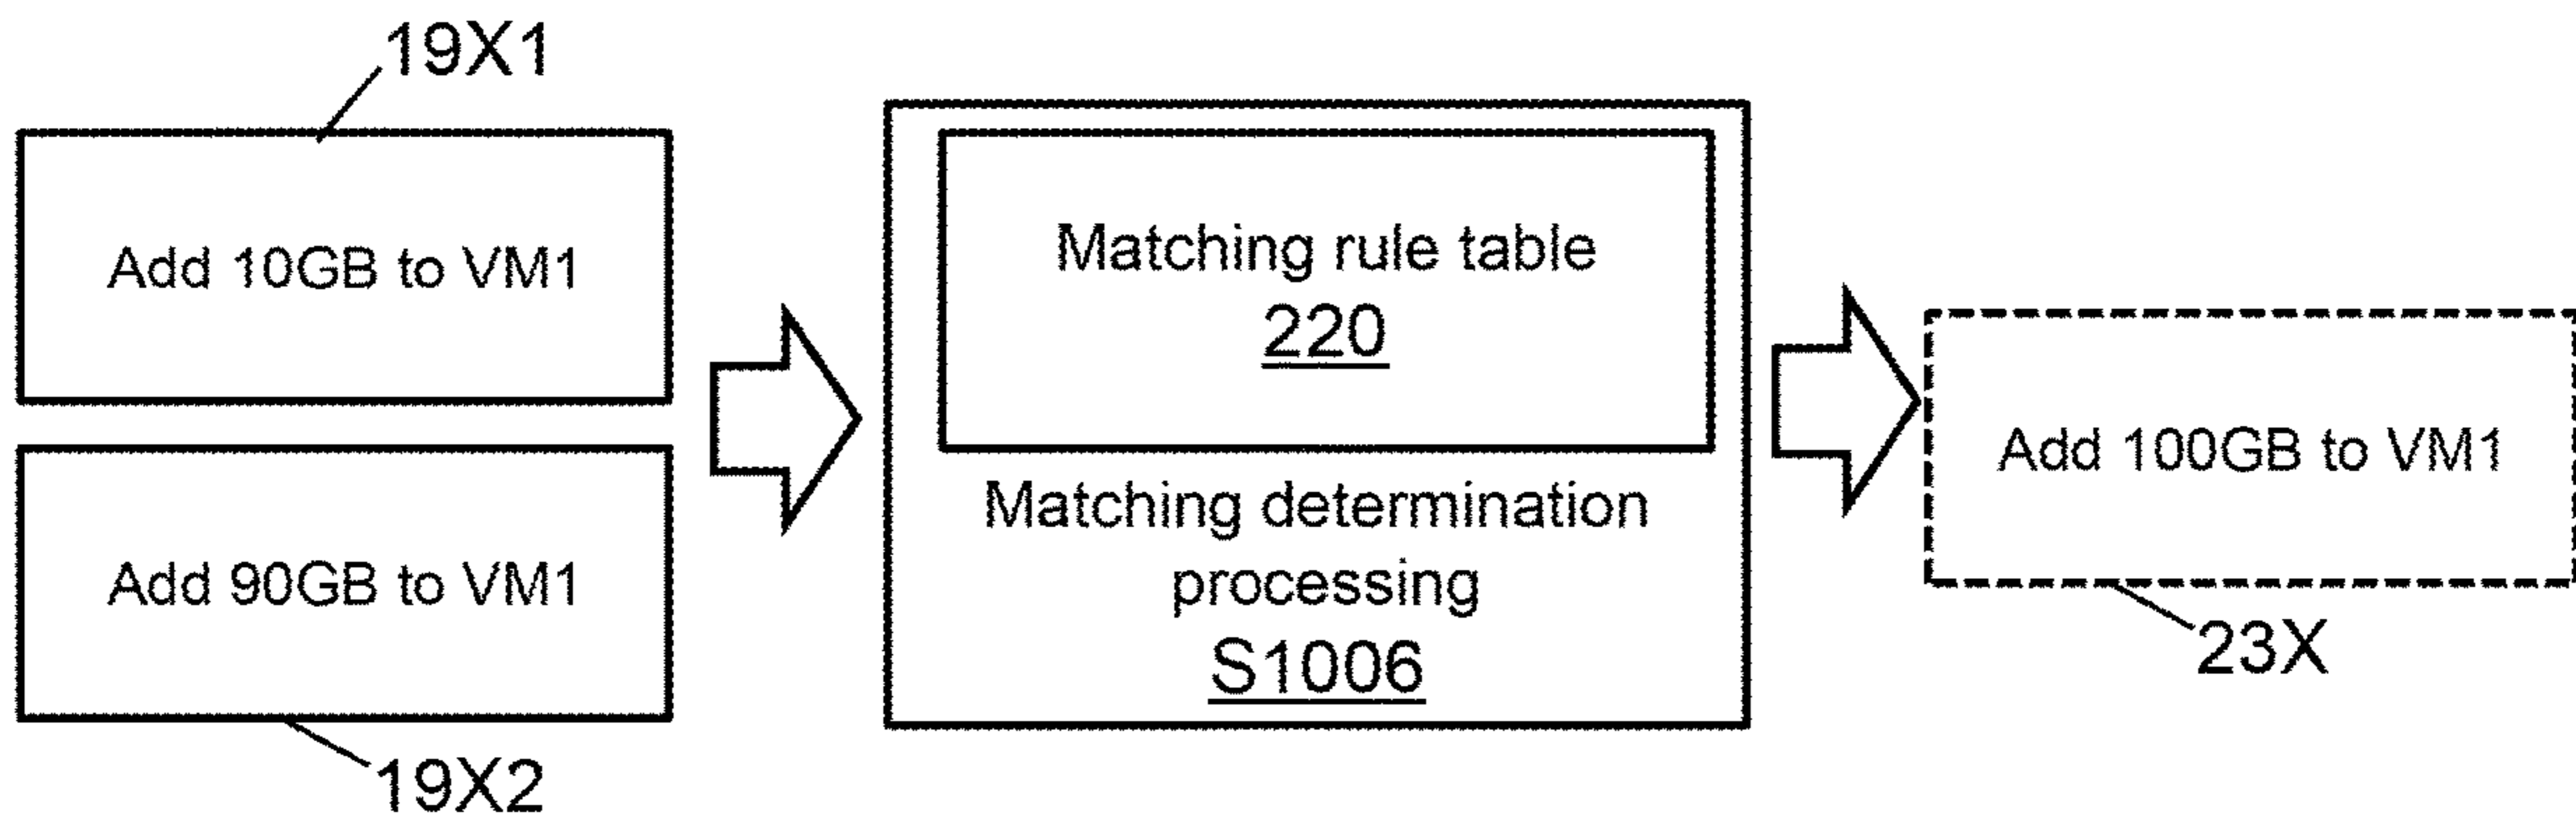 19X1
Add 10GB to VM1
Add 90GB to VM1
19X2
Matching rule table
220
Matching determination
processing
S1006
Add 100GB to VM1
23X